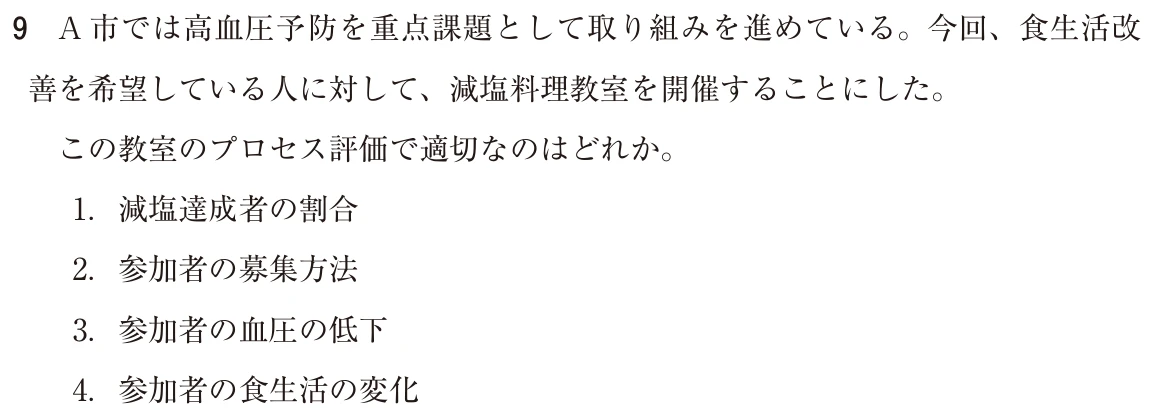 9 A市では高血圧予防を重点課題として取り組みを進めている。今回、食生活改
善を希望している人に対して、減塩料理教室を開催することにした。
この教室のプロセス評価で適切なのはどれか。
1. 減塩達成者の割合
2. 参加者の募集方法
3. 参加者の血圧の低下
4. 参加者の食生活の変化